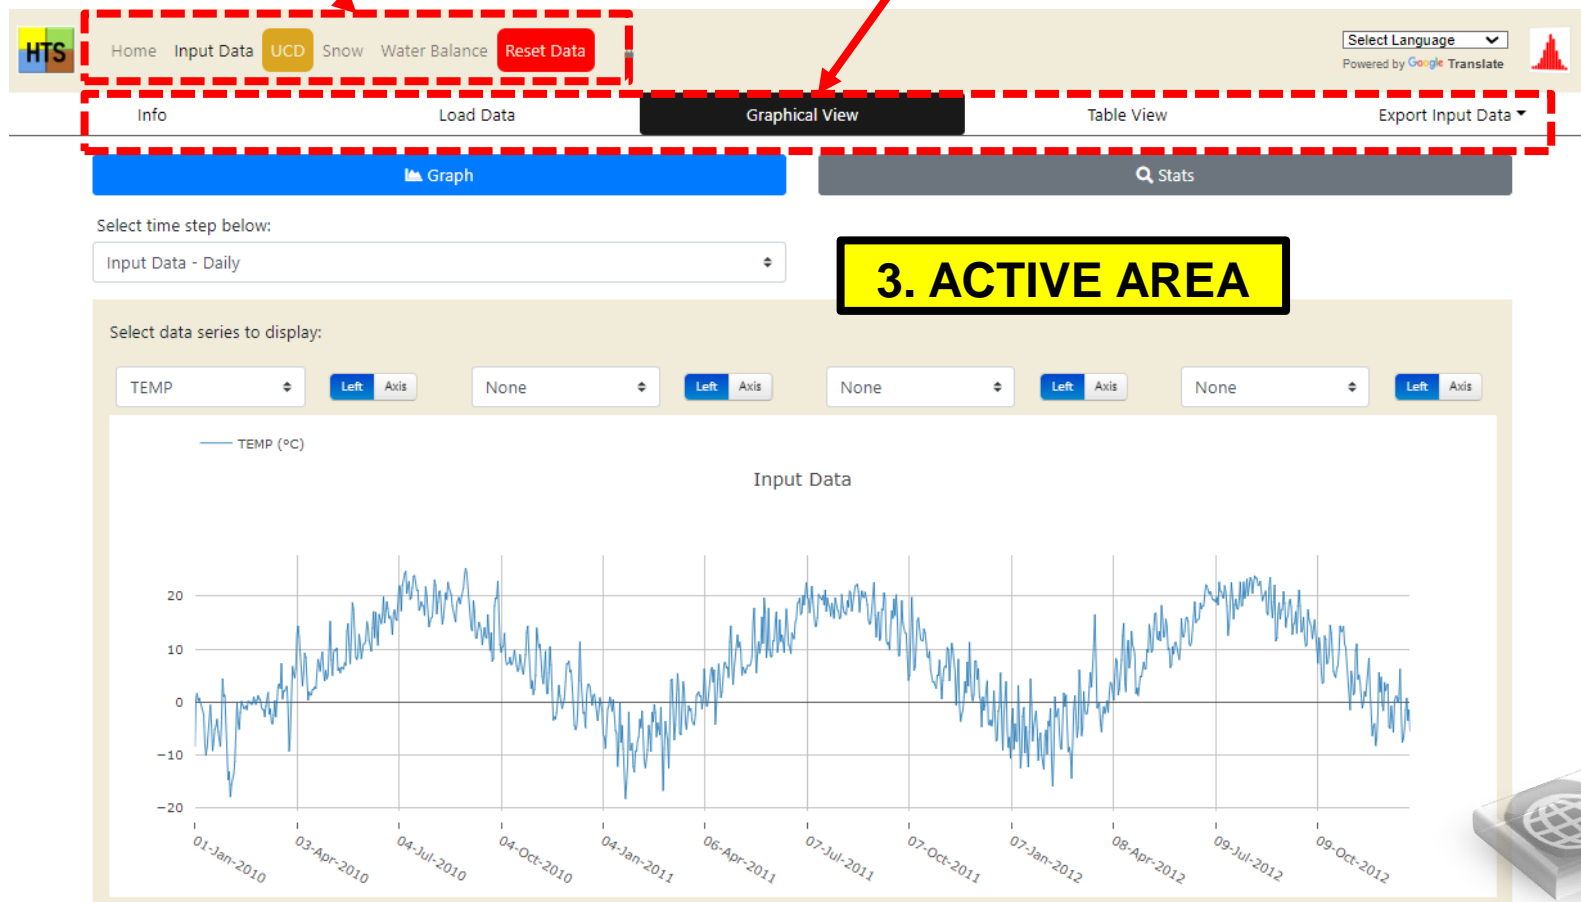 HTS Home Input Data UCD Snow Water Balance Reset Data Select Language
Powered by Google Translate
Info Load Data Graphical View Table View Export Input Data
Graph Stats
Select time step below:
Input Data - Daily
3. ACTIVE AREA
Select data series to display:
TEMP Left Axis None Left Axis None Left Axis None Left Axis
TEMP (°C)
Input Data
20
10
0
−10
−20
01-Jan-2010 03-Apr-2010 04-Jul-2010 04-Oct-2010 04-Jan-2011 06-Apr-2011 07-Jul-2011 07-Oct-2011 07-Jan-2012 08-Apr-2012 09-Jul-2012 09-Oct-2012